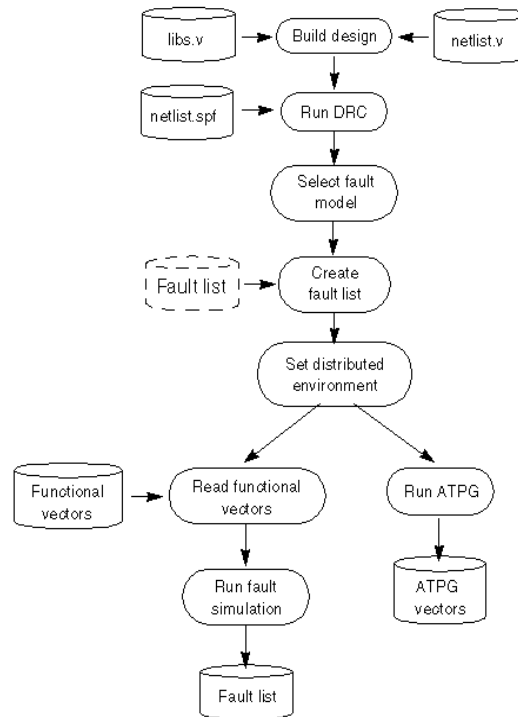 libs.v
Build design
netlist.v
netlist.spf
Run DRC
Select fault
model
Fault list
Create
fault list
Set distributed
environment
Functional
vectors
Read functional
vectors
Run ATPG
Run fault
simulation
ATPG
vectors
Fault list